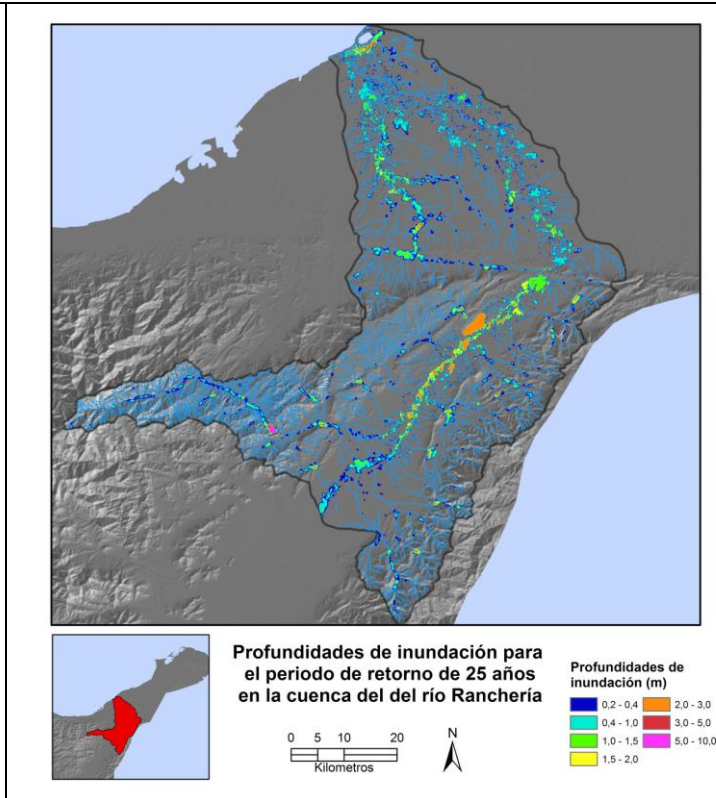 Profundidades de inundación para
el periodo de retorno de 25 años
en la cuenca del del río Ranchería
0 5 10 20
Kilometros
N
Profundidades de
inundación (m)
0,2 - 0,4
0,4 - 1,0
1,0 - 1,5
1,5 - 2,0
2,0 - 3,0
3,0 - 5,0
5,0 - 10,0